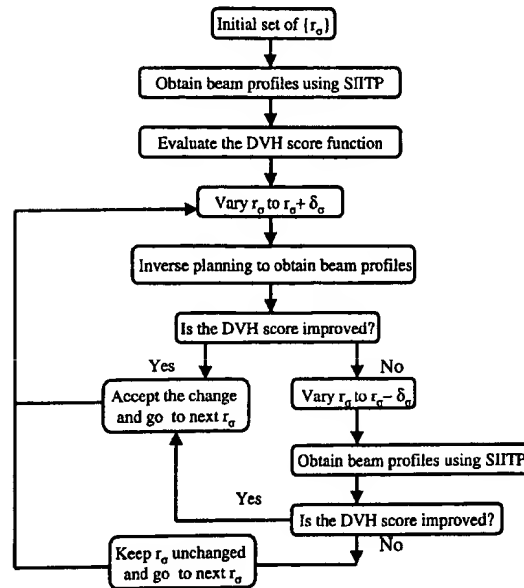 Initial set of {r_σ}
Obtain beam profiles using SIITP
Evaluate the DVH score function
Vary r_σ to r_σ + δ_σ
Inverse planning to obtain beam profiles
Is the DVH score improved?
Yes
No
Accept the change
and go to next r_σ
Vary r_σ to r_σ − δ_σ
Obtain beam profiles using SIITP
Yes
Is the DVH score improved?
No
Keep r_σ unchanged
and go to next r_σ